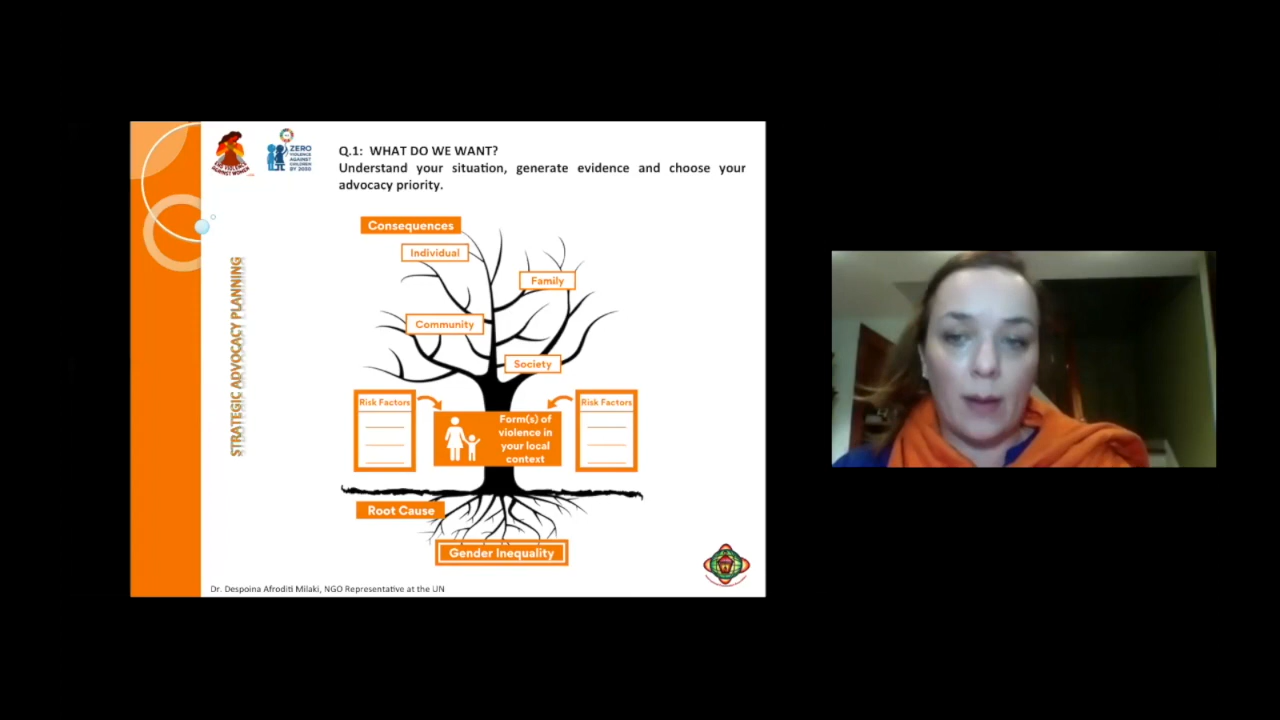 ZERO
VIOLENCE
AGAINST
CHILDREN
BY 2030
AGAINST WOMEN
Q.1: WHAT DO WE WANT?
Understand your situation, generate evidence and choose your
advocacy priority.
STRATEGIC ADVOCACY PLANNING
Consequences
Individual
Family
Community
Society
Risk Factors
Form(s) of
violence in
your local
context
Risk Factors
Root Cause
Gender Inequality
Dr. Despoina Afroditi Milaki, NGO Representative at the UN